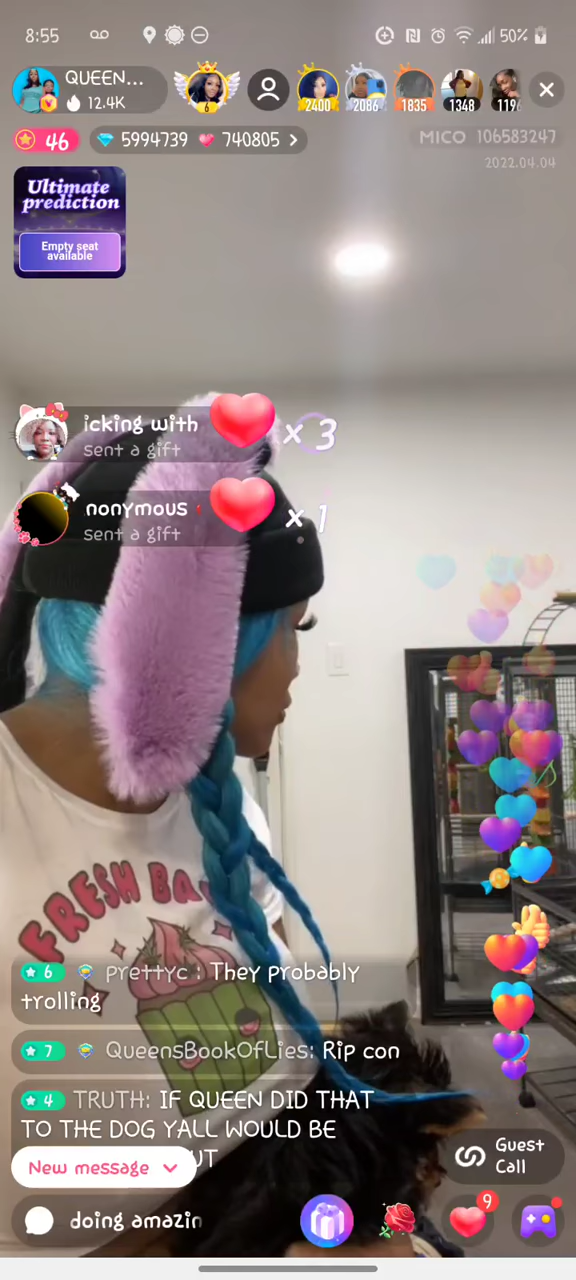 8:55
50%
QUEEN...
12.4K
6
2400
2086
1835
1348
46
5994739 740805
MICO 106583247
2022.04.04
Ultimate
prediction
Empty seat
available
icking with
sent a gift
x 3
nonymous
sent a gift
x 1
FRESH
6 PrettyC : They probably
trolling
7 QueensBookOfLies: Rip con
4 TRUTH: IF QUEEN DID THAT
TO THE DOG YALL WOULD BE
New message
Guest
Call
doing amazin
9